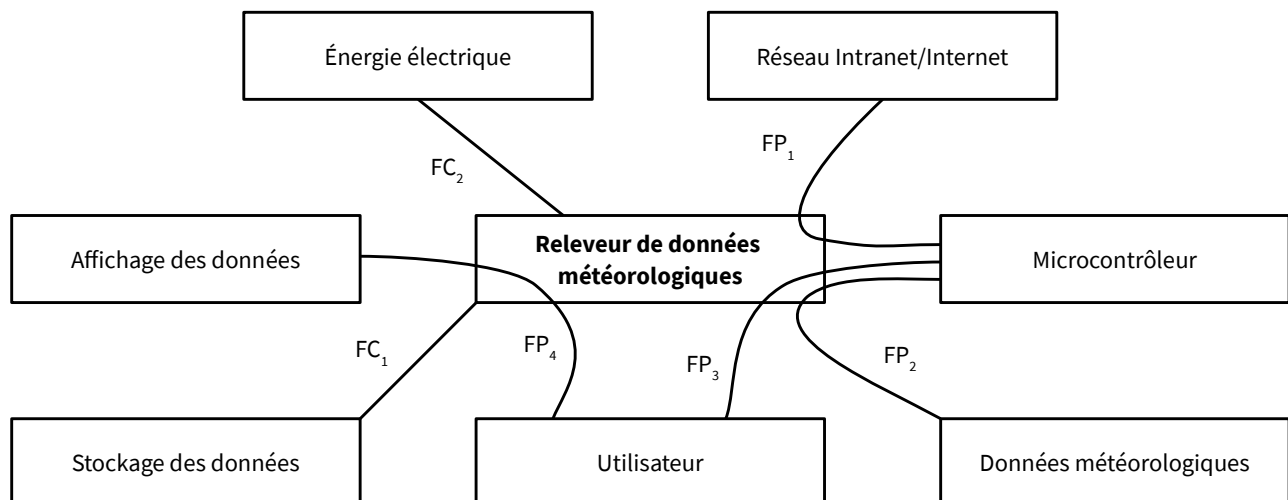 Énergie électrique
Réseau Intranet/Internet
FP₁
FC₂
Affichage des données
Releveur de données
météorologiques
Microcontrôleur
FC₁
FP₄
FP₃
FP₂
Stockage des données
Utilisateur
Données météorologiques